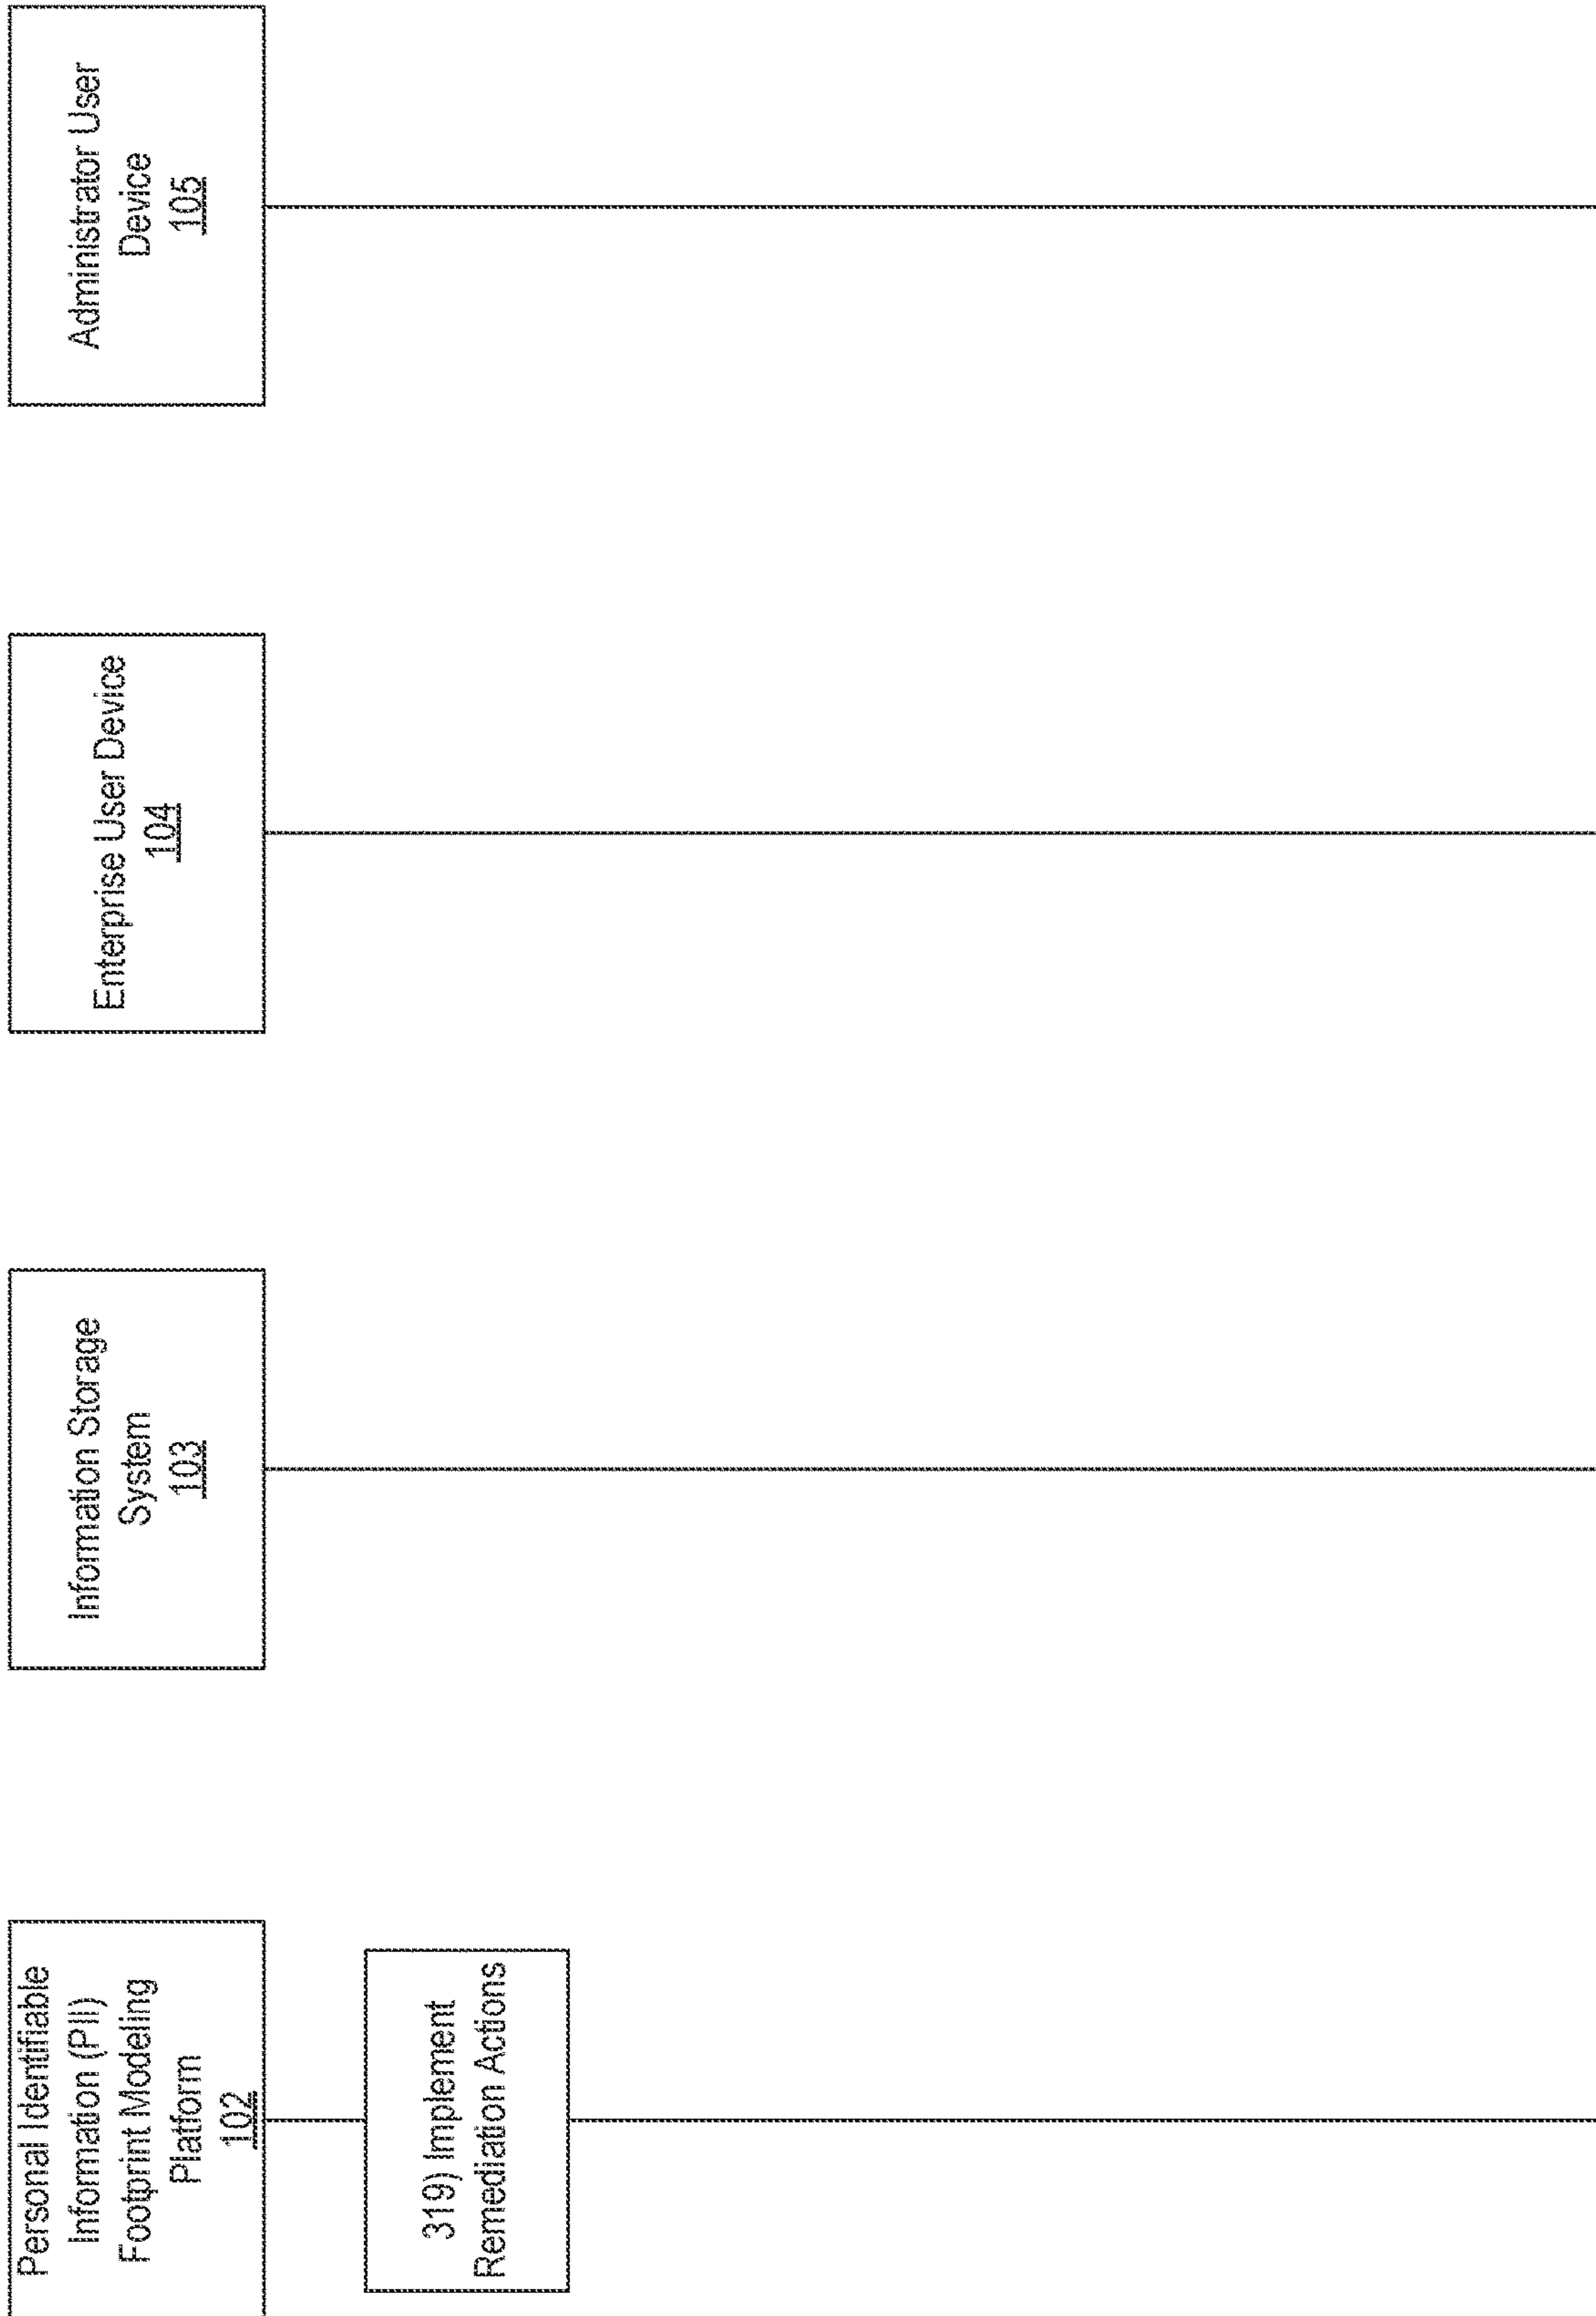 Personal Identifiable
Information (PII)
Footprint Modeling
Platform
102
Information Storage
System
103
Enterprise User Device
104
Administrator User
Device
105
319) Implement
Remediation Actions